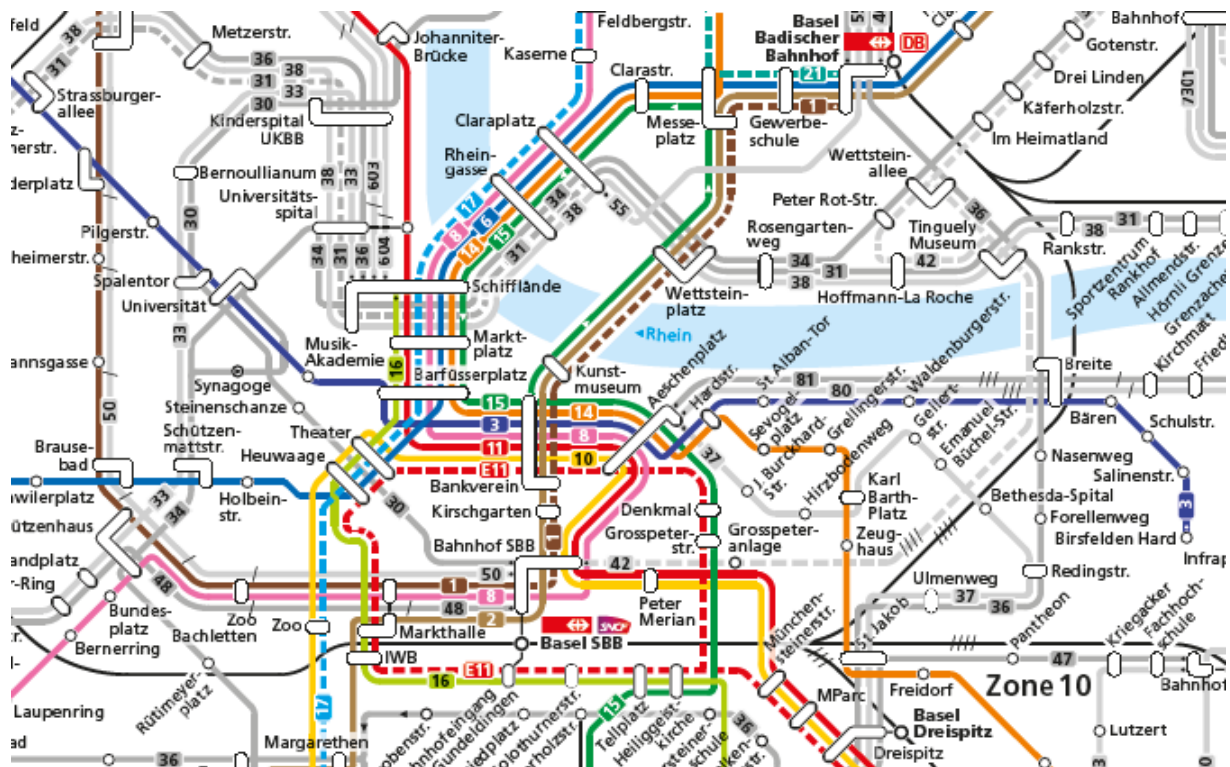 feld
38
31
Metzerstr.
36
38
31
33
30
Johanniter-
Brücke
Feldbergstr.
Kaserne
Clarastr.
Basel
Badischer
Bahnhof
DB
21
1
Bahnhof
Gotenstr.
Drei Linden
Käferholzstr.
Im Heimatland
Strassburger-
allee
Kinderspital
UKBB
Claraplatz
Messe-
platz
Gewerbe-
schule
Wettstein-
allee
Bernoullianum
Universitäts-
spital
38
33
603
Rhein-
gasse
34
38
55
Peter Rot-Str.
36
derplatz
30
17
8
6
14
15
31
Rosengarten-
weg
Tinguely
Museum
42
31
38
Rankstr.
Pilgerstr.
34
31
36
604
34
31
38
Hoffmann-La Roche
Sportzentrum
Rankhof
Allmendstr.
Hörnli Grenze
Kirchmatt
heimerstr.
Spalentor
Universität
Schifflände
Wettstein-
platz
Rhein
33
Musik-
Akademie
Markt-
platz
16
Barfüsserplatz
Kunst-
museum
Aeschenplatz
Hardstr.
St. Alban-Tor
Waldenburgerstr.
Breite
annsgasse
Synagoge
Steinenschanze
81
80
50
15
14
3
8
11
10
E11
Sevogel-
platz
Grellingerstr.
Gellert-
str.
Emanuel
Büchel-Str.
Bären
Schulstr.
Brause-
bad
Schützen-
mattstr.
Theater
Heuwaage
37
J. Burckhard-
str.
Hirzbodenweg
Nasenweg
Salinenstr.
Karl
Barth-
Platz
Bethesda-Spital
Forellenweg
Birsfelden Hard
3
wilerplatz
Holbein-
str.
30
Bankverein
Kirschgarten
1
Denkmal
Grosspeter-
str.
Grosspeter-
anlage
Zeug-
haus
33
34
ützenhaus
Bahnhof SBB
42
Redingstr.
andplatz
r-Ring
48
50
1
8
48
2
Peter
Merian
Ulmenweg
37
36
Bundes-
platz
Bachletten
Zoo
Zoo
Markthalle
Basel SBB
SNCF
München-
steinerstr.
St. Jakob
Pantheon
Kriegacker
Fachhoch-
schule
Bernerring
IWB
E11
16
47
Bahnhof
Rütimeyer-
platz
17
15
Tellplatz
Heiliggeist-
kirche
MParc
Freidorf
Zone 10
Laupenring
Basel
Dreispitz
Dreispitz
Lutzert
Margarethen
36